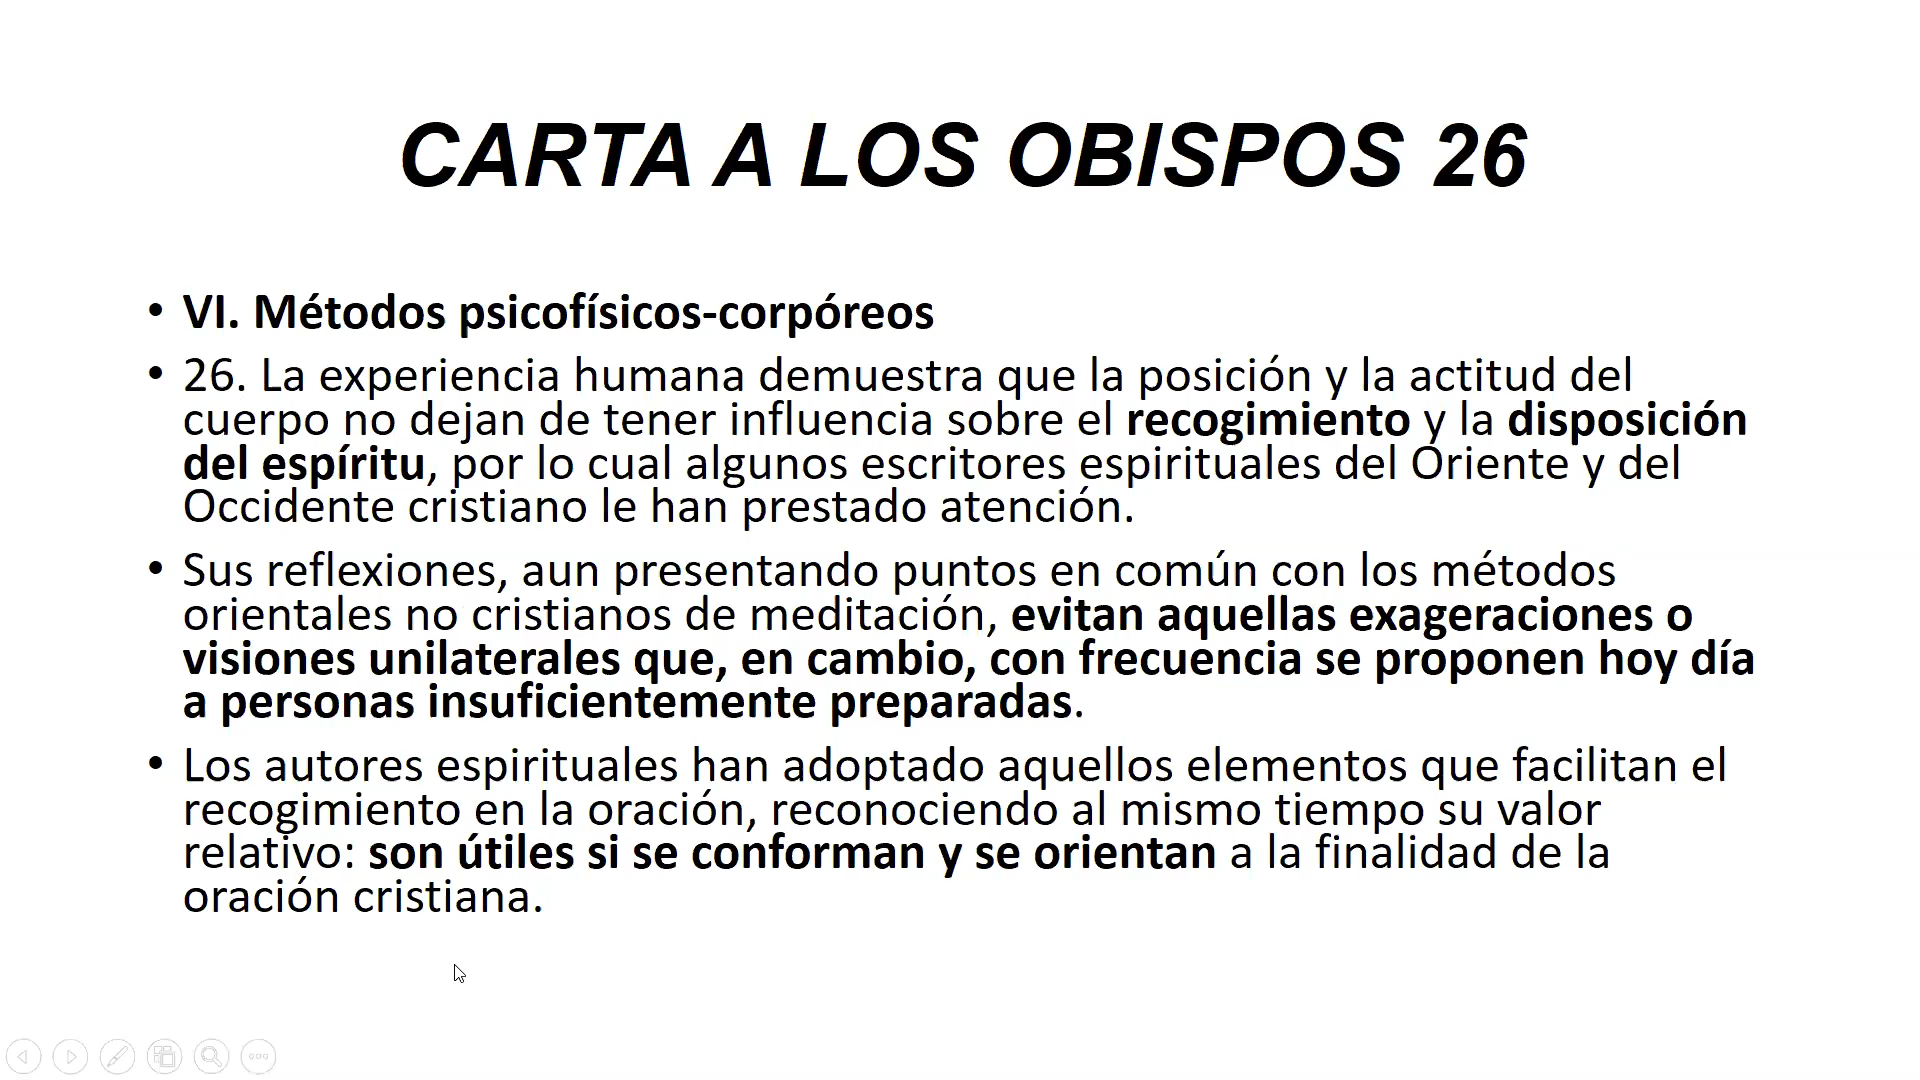 CARTA A LOS OBISPOS 26
• VI. Métodos psicofísicos-corpóreos
• 26. La experiencia humana demuestra que la posición y la actitud del
cuerpo no dejan de tener influencia sobre el recogimiento y la disposición
del espíritu, por lo cual algunos escritores espirituales del Oriente y del
Occidente cristiano le han prestado atención.
• Sus reflexiones, aun presentando puntos en común con los métodos
orientales no cristianos de meditación, evitan aquellas exageraciones o
visiones unilaterales que, en cambio, con frecuencia se proponen hoy día
a personas insuficientemente preparadas.
• Los autores espirituales han adoptado aquellos elementos que facilitan el
recogimiento en la oración, reconociendo al mismo tiempo su valor
relativo: son útiles si se conforman y se orientan a la finalidad de la
oración cristiana.